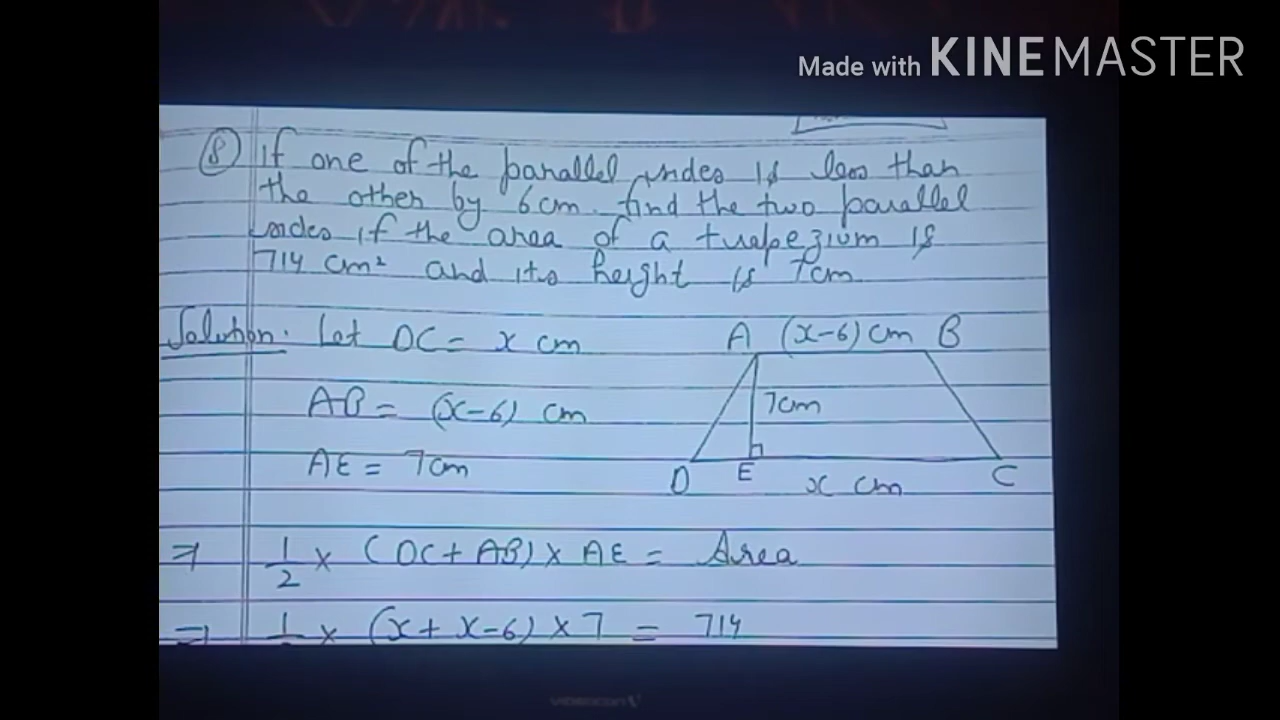 Made with KINEMASTER
⑧ If one of the parallel sides is less than
the other by 6cm. find the two parallel
sides if the area of a trapezium is
714 cm² and its height is 7cm
Solution. Let DC = x cm
A (x-6) cm B
AB = (x-6) cm
7cm
AE = 7cm
D E x cm C
⇒ 1/2 × (DC + AB) × AE = Area
⇒ 1/ × (x + x-6) × 7 = 714
VIDEOCON